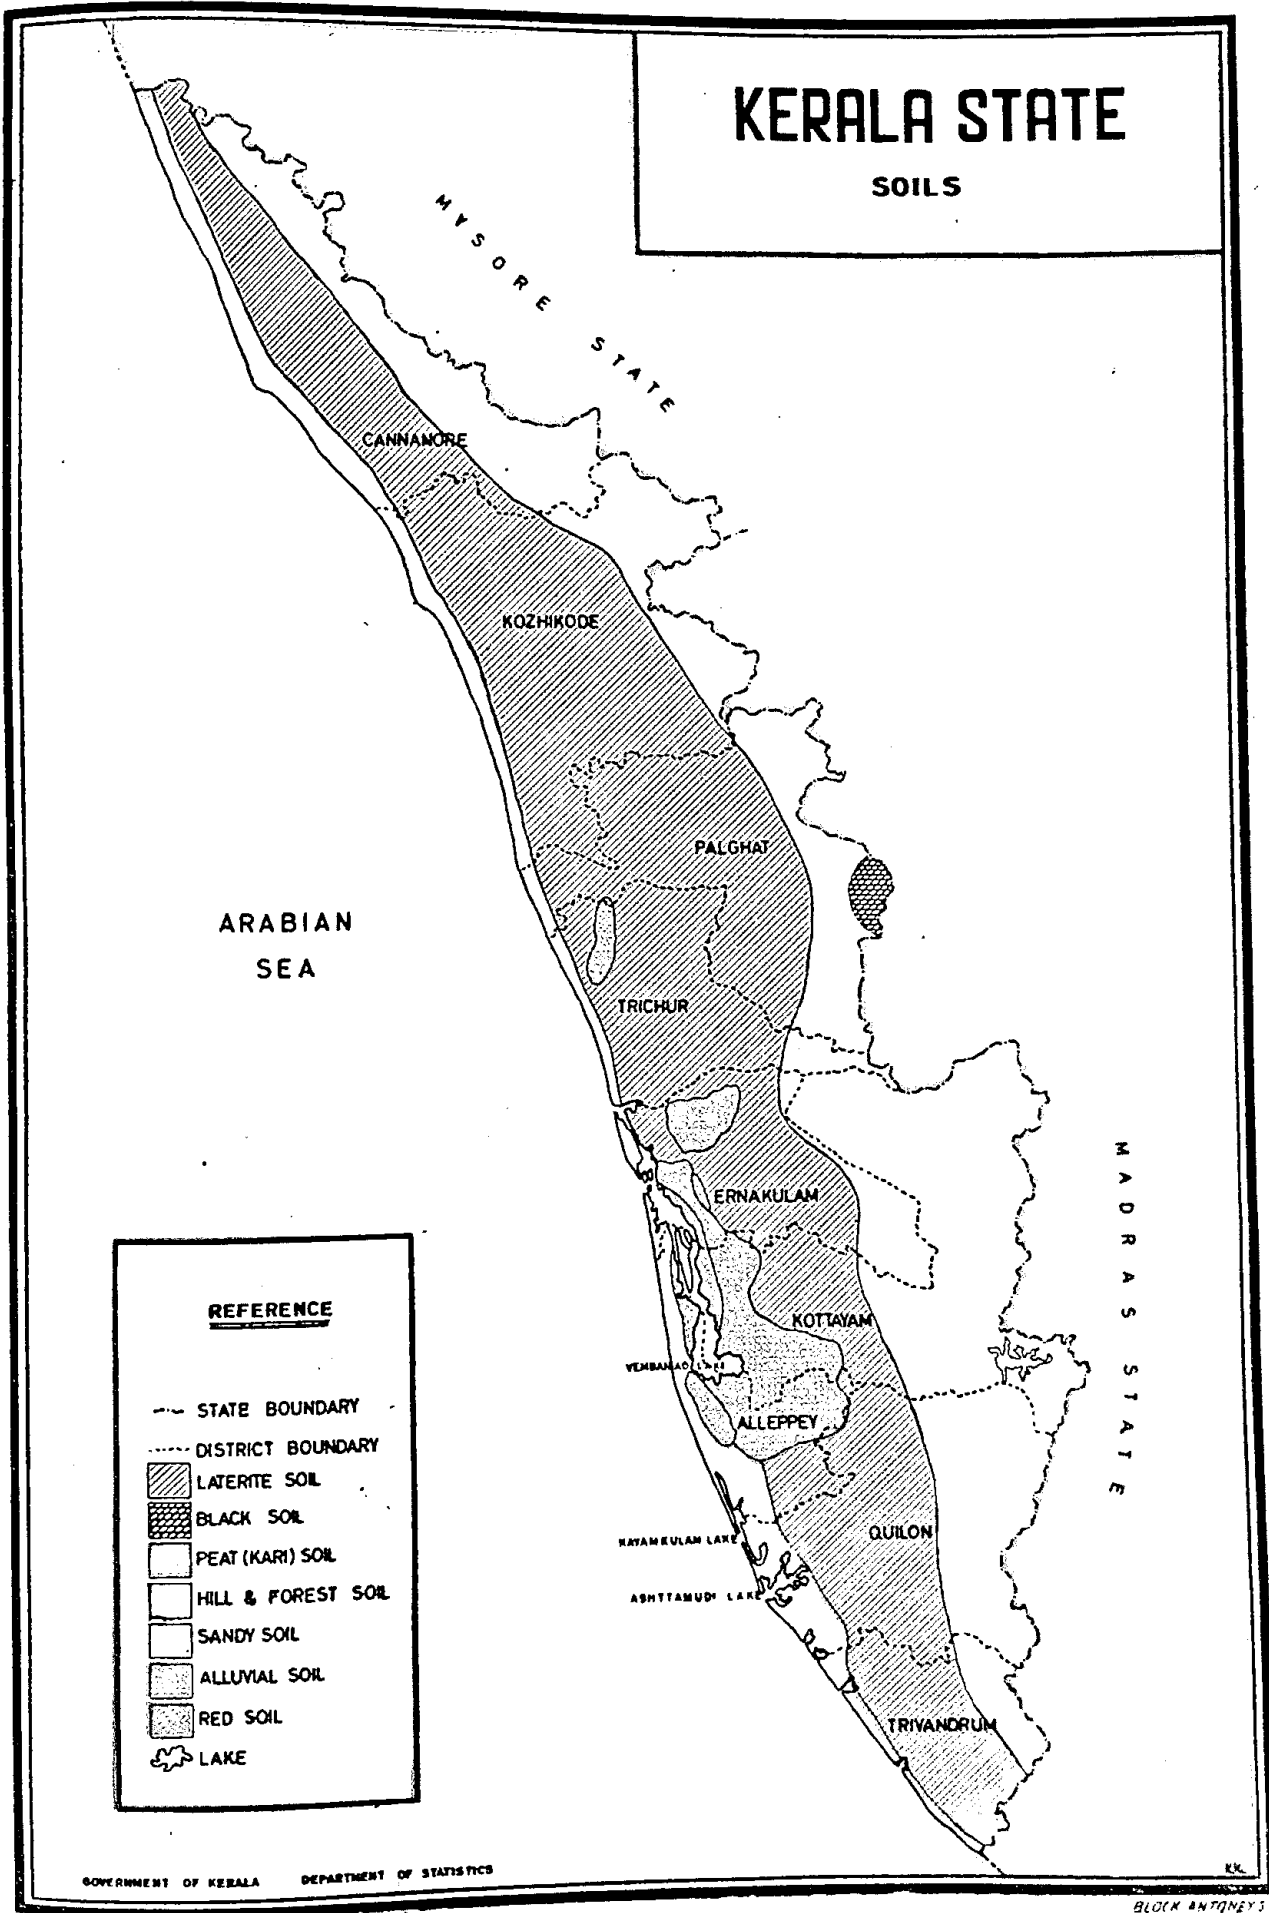 KERALA STATE
SOILS
MYSORE STATE
CANNANORE
KOZHIKODE
PALGHAT
ARABIAN
SEA
TRICHUR
MADRAS STATE
ERNAKULAM
KOTTAYAM
VEMBANAD LAKE
ALLEPPEY
QUILON
KAYAMKULAM LAKE
ASHTTAMUDI LAKE
TRIVANDRUM
REFERENCE
STATE BOUNDARY
DISTRICT BOUNDARY
LATERITE SOIL
BLACK SOIL
PEAT (KARI) SOIL
HILL & FOREST SOIL
SANDY SOIL
ALLUVIAL SOIL
RED SOIL
LAKE
GOVERNMENT OF KERALA DEPARTMENT OF STATISTICS
K.K.
BLOCK ANTONEYS